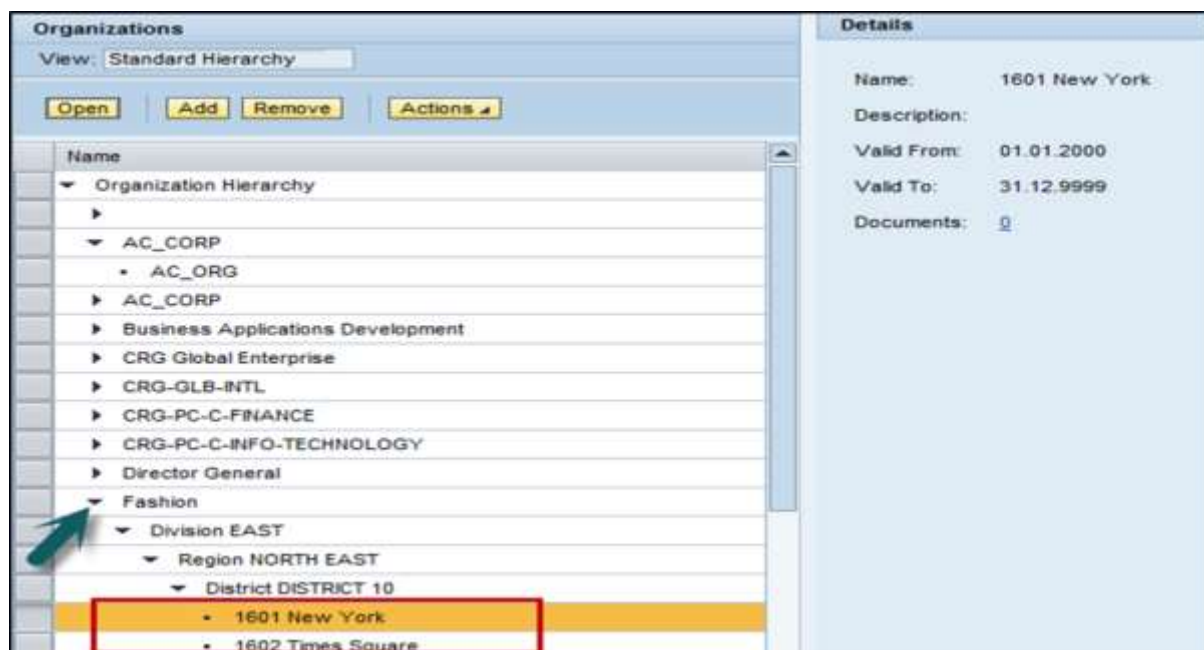 Organizations
View: Standard Hierarchy
Open Add Remove Actions
Name
Organization Hierarchy
AC_CORP
AC_ORG
AC_CORP
Business Applications Development
CRG Global Enterprise
CRG-GLB-INTL
CRG-PC-C-FINANCE
CRG-PC-C-INFO-TECHNOLOGY
Director General
Fashion
Division EAST
Region NORTH EAST
District DISTRICT 10
1601 New York
1602 Times Square
Details
Name: 1601 New York
Description:
Valid From: 01.01.2000
Valid To: 31.12.9999
Documents: 0